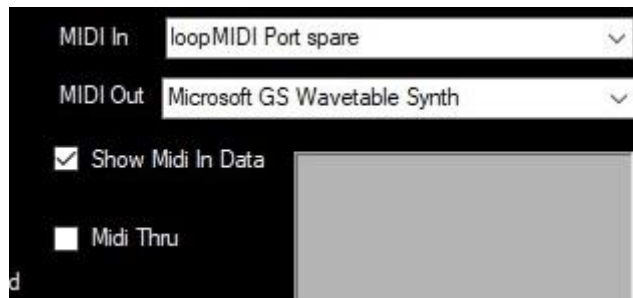 MIDI In loopMIDI Port spare
MIDI Out Microsoft GS Wavetable Synth
Show Midi In Data
Midi Thru
d